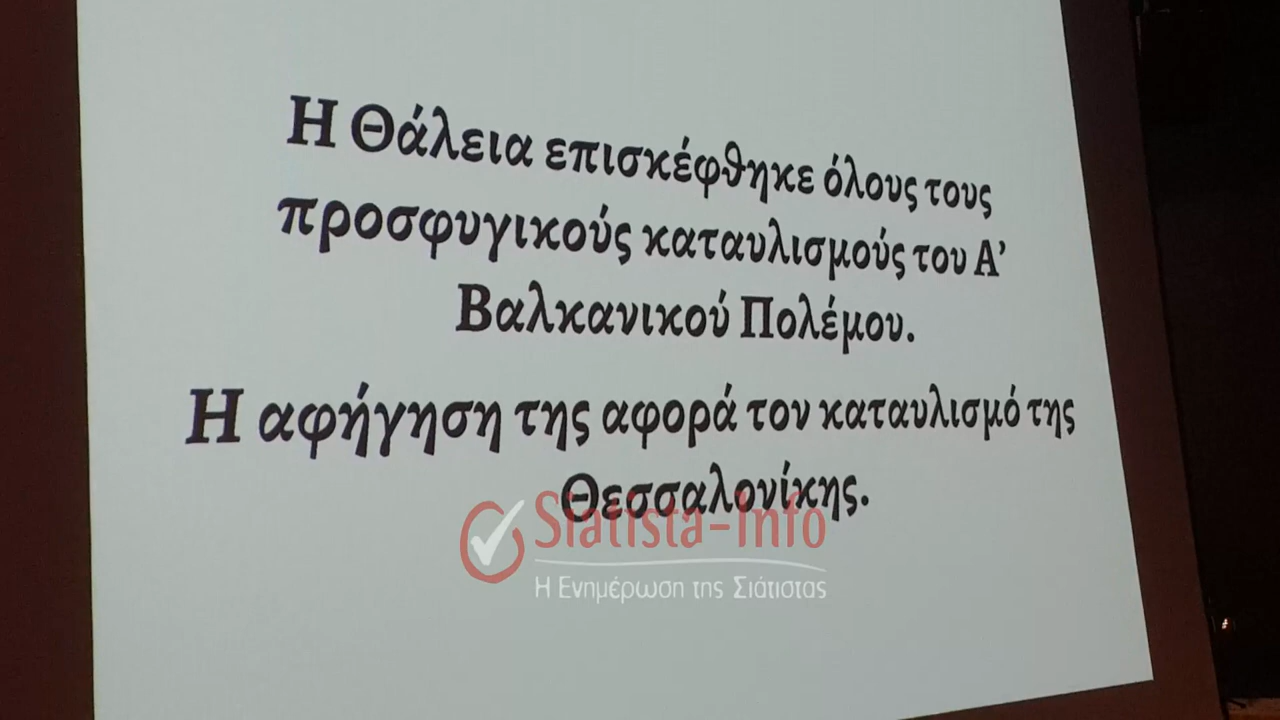 Η Θάλεια επισκέφθηκε όλους τους
προσφυγικούς καταυλισμούς του Α’
Βαλκανικού Πολέμου.
Η αφήγηση της αφορά τον καταυλισμό της
Θεσσαλονίκης.
Siatista-Info
Η Ενημέρωση της Σιάτιστας